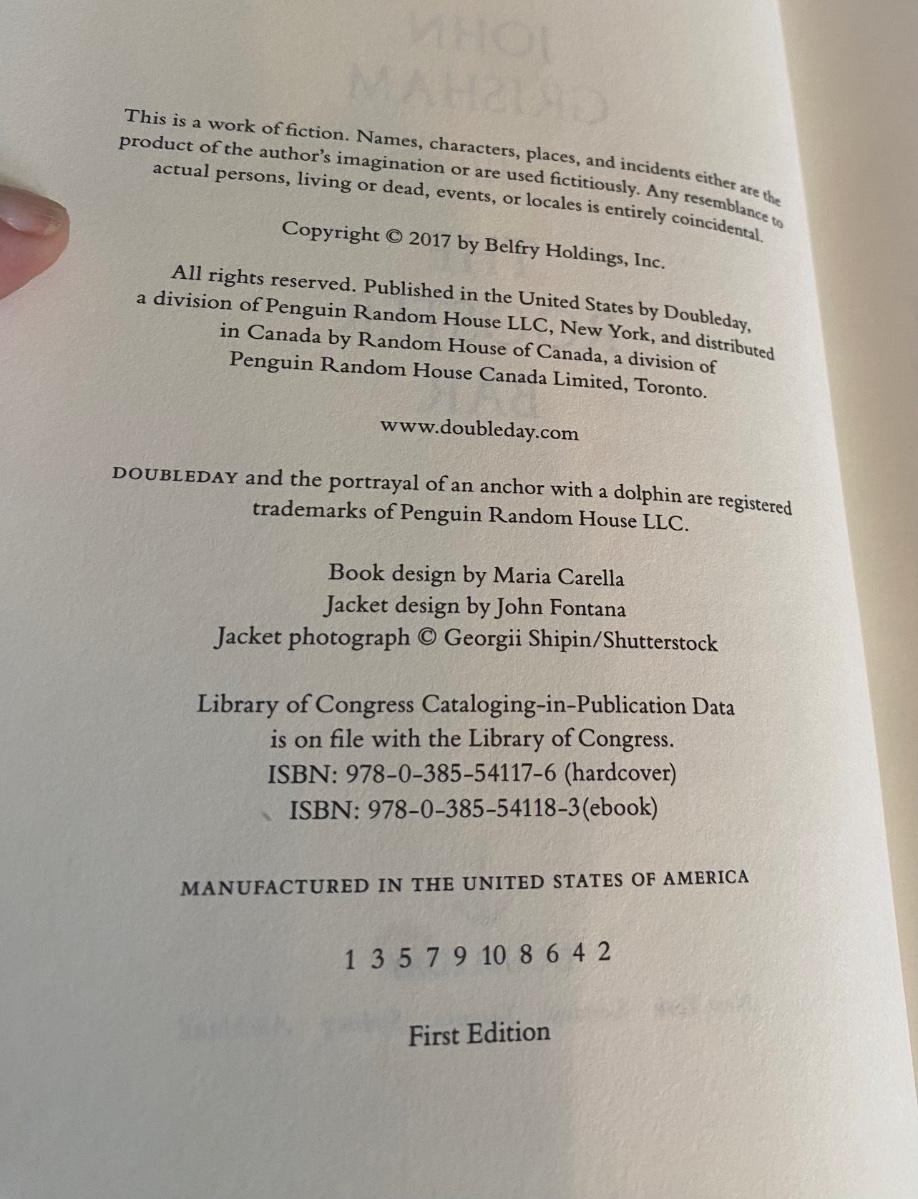 JOHN
GRISHAM
This is a work of fiction. Names, characters, places, and incidents either are the
product of the author's imagination or are used fictitiously. Any resemblance to
actual persons, living or dead, events, or locales is entirely coincidental.
Copyright © 2017 by Belfry Holdings, Inc.
All rights reserved. Published in the United States by Doubleday,
a division of Penguin Random House LLC, New York, and distributed
in Canada by Random House of Canada, a division of
Penguin Random House Canada Limited, Toronto.
BAR
www.doubleday.com
DOUBLEDAY and the portrayal of an anchor with a dolphin are registered
trademarks of Penguin Random House LLC.
Book design by Maria Carella
Jacket design by John Fontana
Jacket photograph © Georgii Shipin/Shutterstock
Library of Congress Cataloging-in-Publication Data
is on file with the Library of Congress.
ISBN: 978-0-385-54117-6 (hardcover)
ISBN: 978-0-385-54118-3(ebook)
MANUFACTURED IN THE UNITED STATES OF AMERICA
1 3 5 7 9 10 8 6 4 2
First Edition